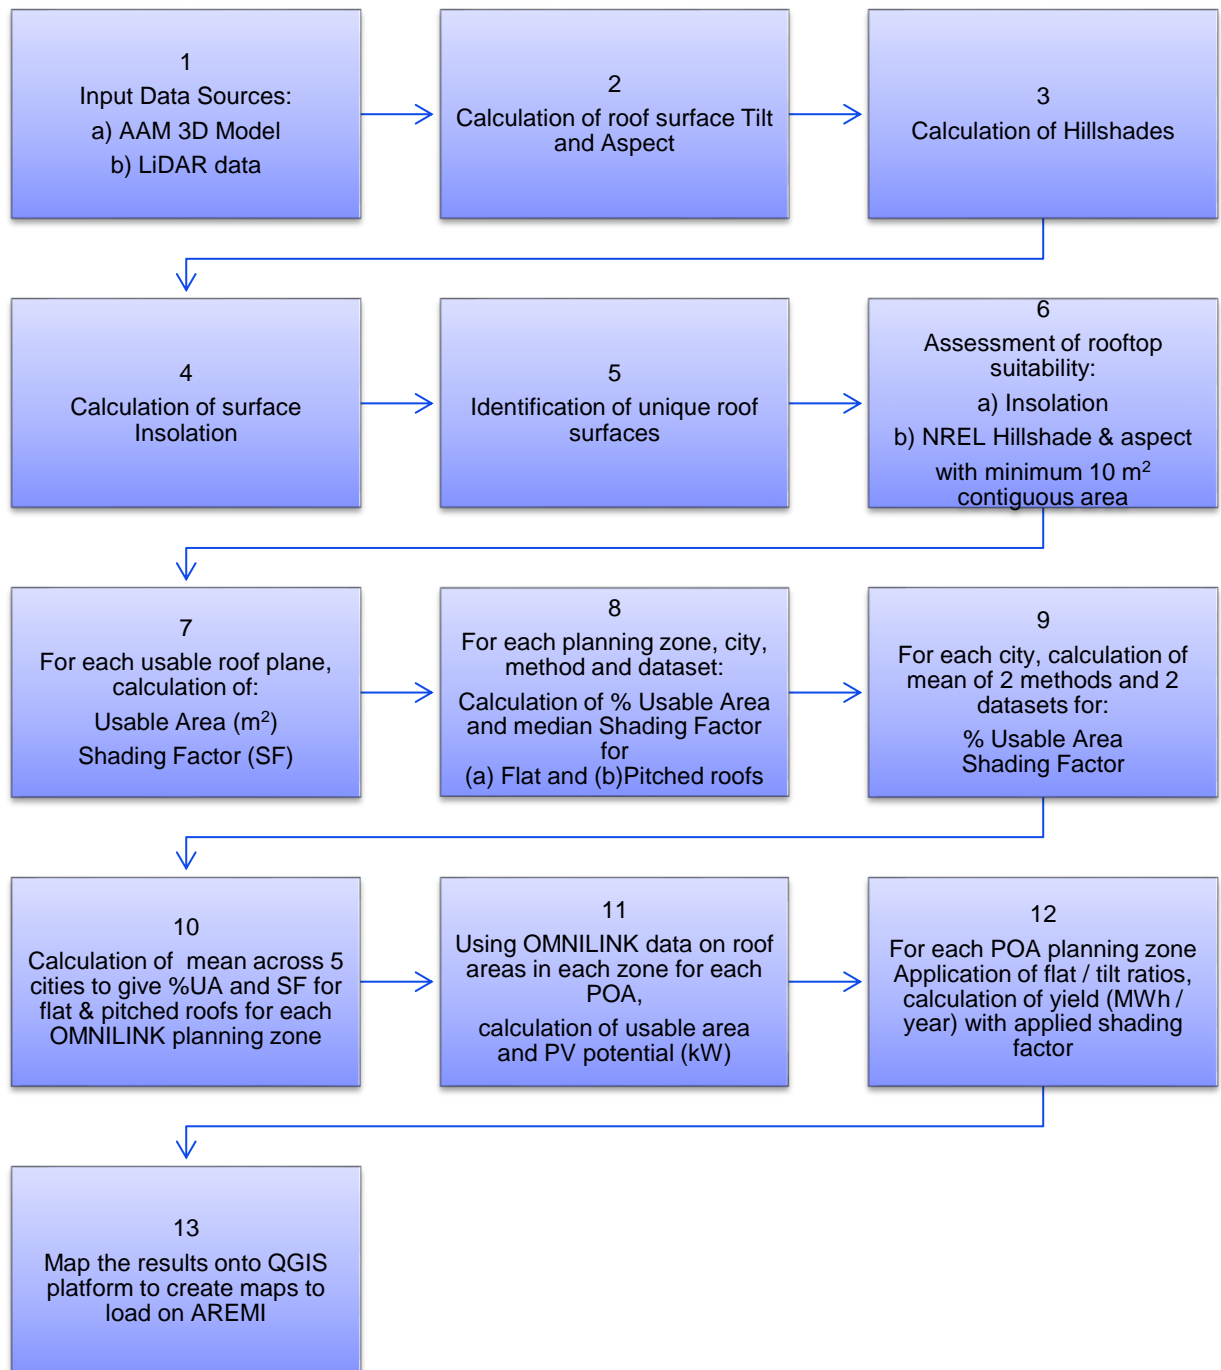 1
Input Data Sources:
a) AAM 3D Model
b) LiDAR data
2
Calculation of roof surface Tilt
and Aspect
3
Calculation of Hillshades
4
Calculation of surface
Insolation
5
Identification of unique roof
surfaces
6
Assessment of rooftop
suitability:
a) Insolation
b) NREL Hillshade & aspect
with minimum 10 m²
contiguous area
7
For each usable roof plane,
calculation of:
Usable Area (m²)
Shading Factor (SF)
8
For each planning zone, city,
method and dataset:
Calculation of % Usable Area
and median Shading Factor
for
(a) Flat and (b)Pitched roofs
9
For each city, calculation of
mean of 2 methods and 2
datasets for:
% Usable Area
Shading Factor
10
Calculation of mean across 5
cities to give %UA and SF for
flat & pitched roofs for each
OMNILINK planning zone
11
Using OMNILINK data on roof
areas in each zone for each
POA,
calculation of usable area
and PV potential (kW)
12
For each POA planning zone
Application of flat / tilt ratios,
calculation of yield (MWh /
year) with applied shading
factor
13
Map the results onto QGIS
platform to create maps to
load on AREMI